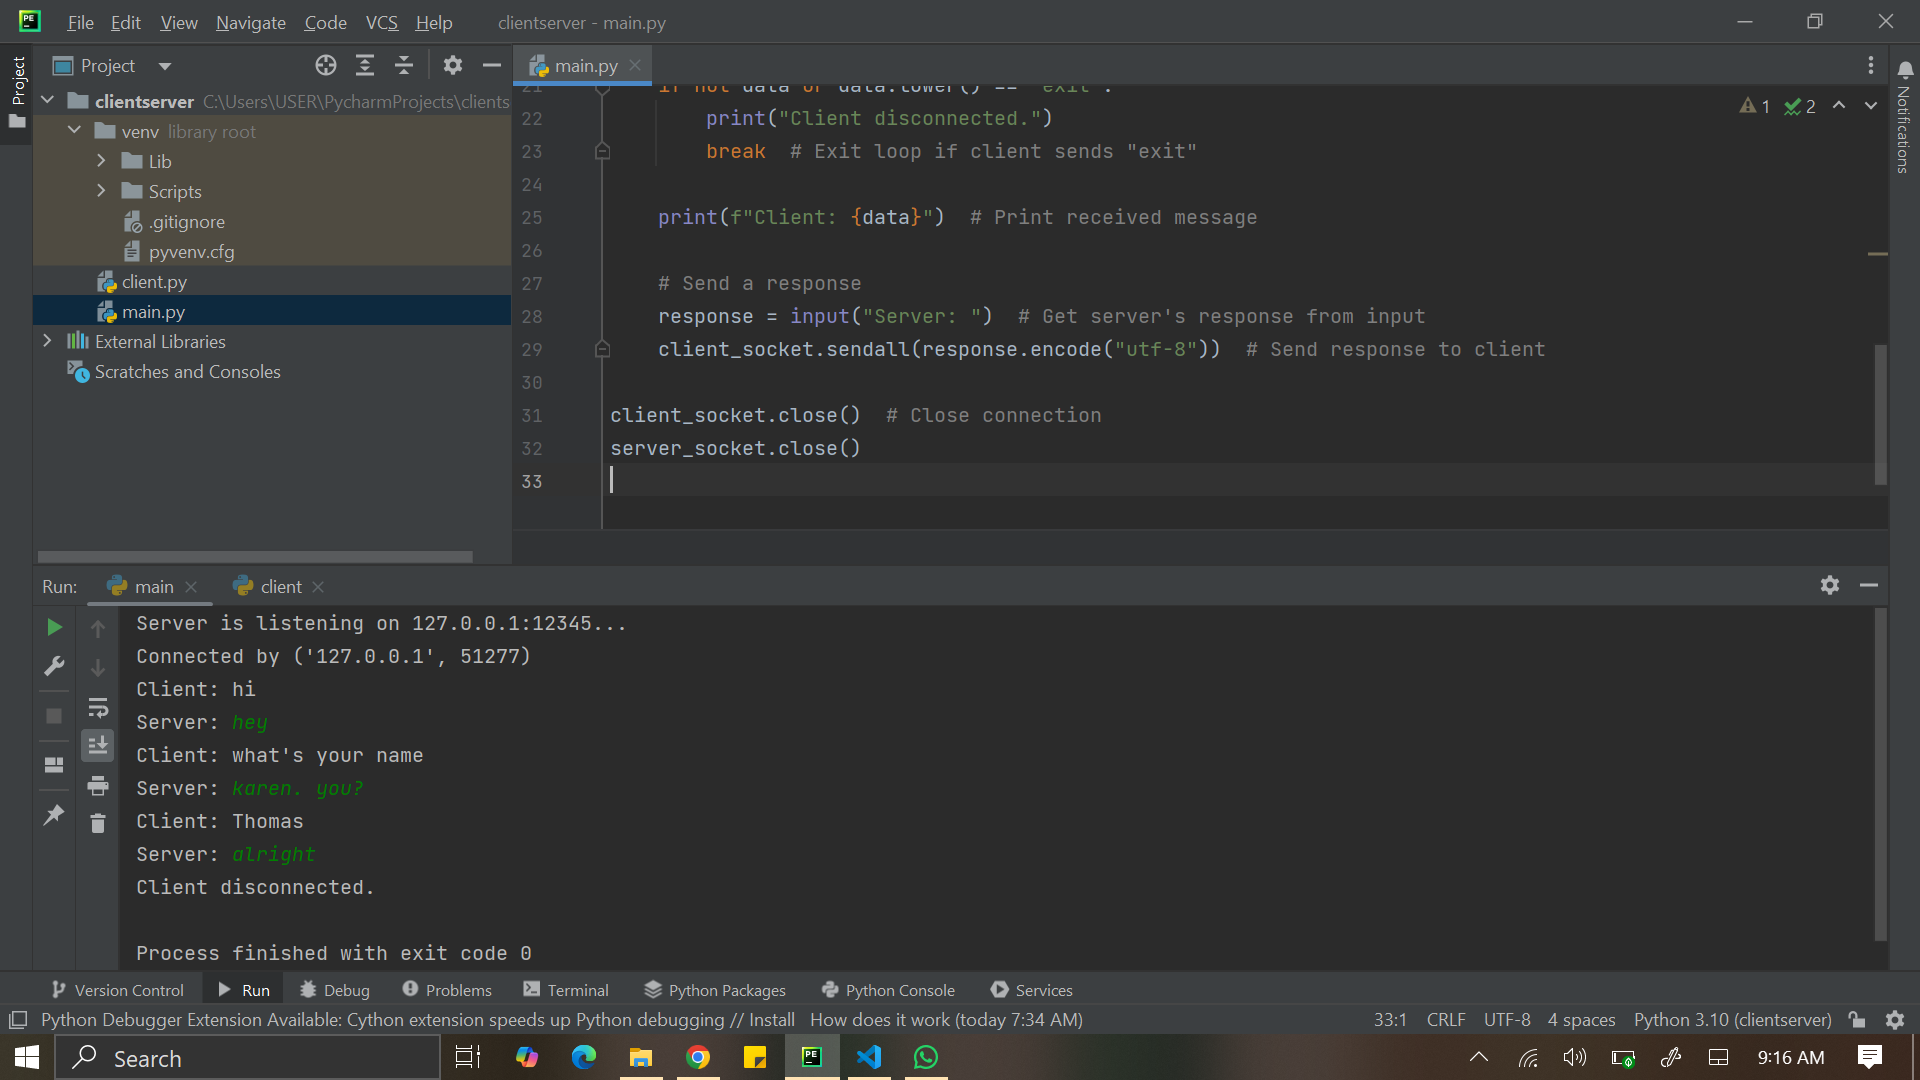 File Edit View Navigate Code VCS Help clientserver - main.py
Project
Project
main.py
clientserver C:\Users\USER\PycharmProjects\clients
venv library root
Lib
Scripts
.gitignore
pyvenv.cfg
client.py
main.py
External Libraries
Scratches and Consoles
1 2
Notifications
21 if not data or data.lower() == "exit":
22 print("Client disconnected.")
23 break # Exit loop if client sends "exit"
24
25 print(f"Client: {data}") # Print received message
26
27 # Send a response
28 response = input("Server: ") # Get server's response from input
29 client_socket.sendall(response.encode("utf-8")) # Send response to client
30
31 client_socket.close() # Close connection
32 server_socket.close()
33
Run: main client
Server is listening on 127.0.0.1:12345...
Connected by ('127.0.0.1', 51277)
Client: hi
Server: hey
Client: what's your name
Server: karen. you?
Client: Thomas
Server: alright
Client disconnected.
Process finished with exit code 0
Version Control Run Debug Problems Terminal Python Packages Python Console Services
Python Debugger Extension Available: Cython extension speeds up Python debugging // Install How does it work (today 7:34 AM) 33:1 CRLF UTF-8 4 spaces Python 3.10 (clientserver)
Search PE 9:16 AM